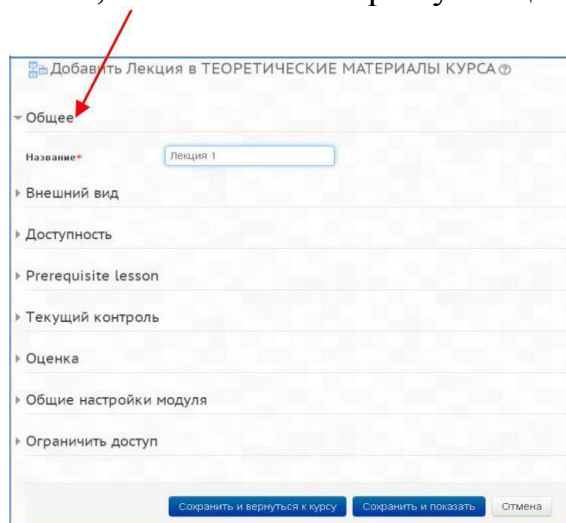 Добавить Лекция в ТЕОРЕТИЧЕСКИЕ МАТЕРИАЛЫ КУРСА
Общее
Название* Лекция 1
Внешний вид
Доступность
Prerequisite lesson
Текущий контроль
Оценка
Общие настройки модуля
Ограничить доступ
Сохранить и вернуться к курсу Сохранить и показать Отмена